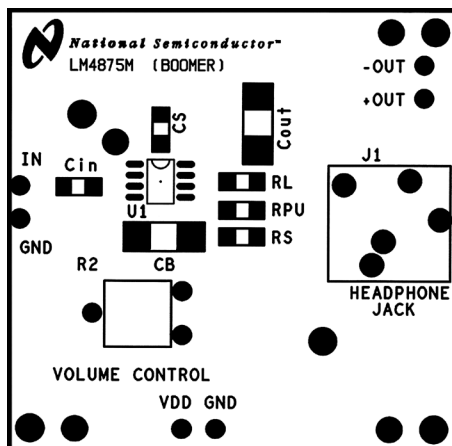 National Semiconductor™
LM4875M (BOOMER)
-OUT
+OUT
CS
Cout
J1
IN
Cin
RL
U1
RPU
GND
RS
R2
CB
HEADPHONE
JACK
VOLUME CONTROL
VDD GND